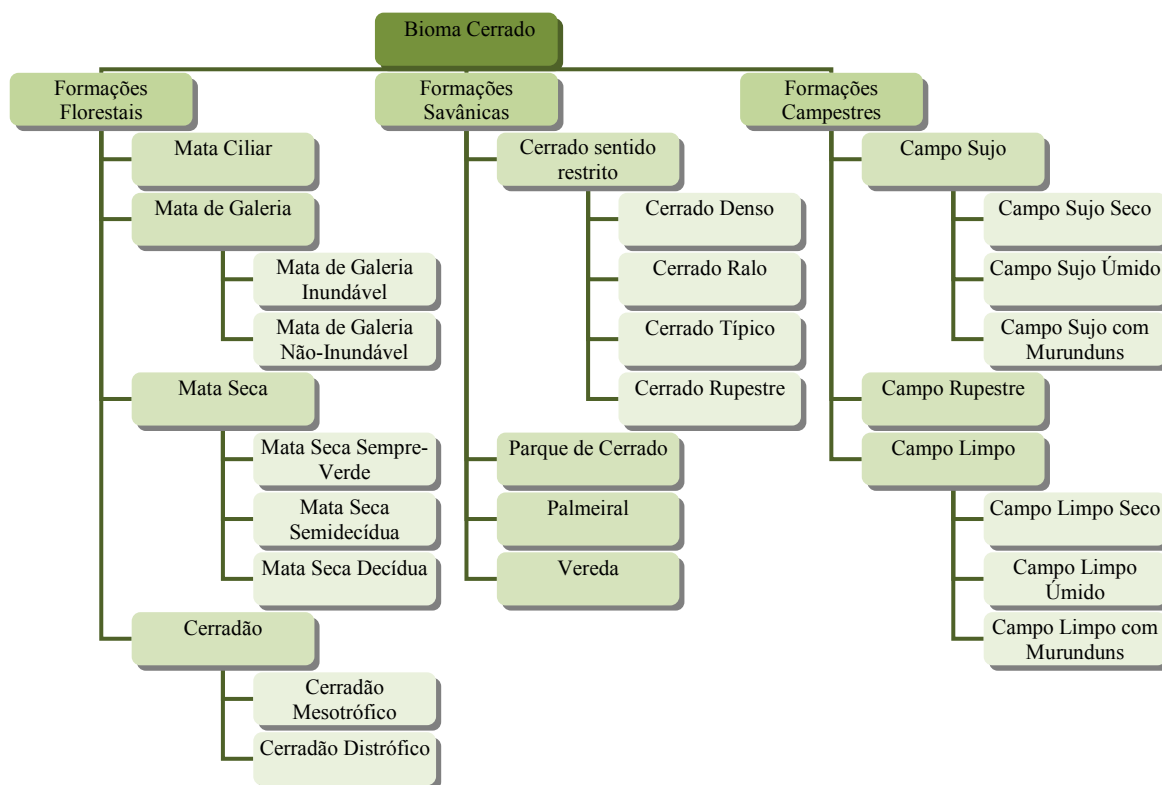 Bioma Cerrado
Formações
Florestais
Mata Ciliar
Mata de Galeria
Mata de Galeria
Inundável
Mata de Galeria
Não-Inundável
Mata Seca
Mata Seca Sempre-
Verde
Mata Seca
Semidecídua
Mata Seca Decídua
Cerradão
Cerradão
Mesotrófico
Cerradão Distrófico
Formações
Savânicas
Cerrado sentido
restrito
Cerrado Denso
Cerrado Ralo
Cerrado Típico
Cerrado Rupestre
Parque de Cerrado
Palmeiral
Vereda
Formações
Campestres
Campo Sujo
Campo Sujo Seco
Campo Sujo Úmido
Campo Sujo com
Murunduns
Campo Rupestre
Campo Limpo
Campo Limpo Seco
Campo Limpo
Úmido
Campo Limpo com
Murunduns